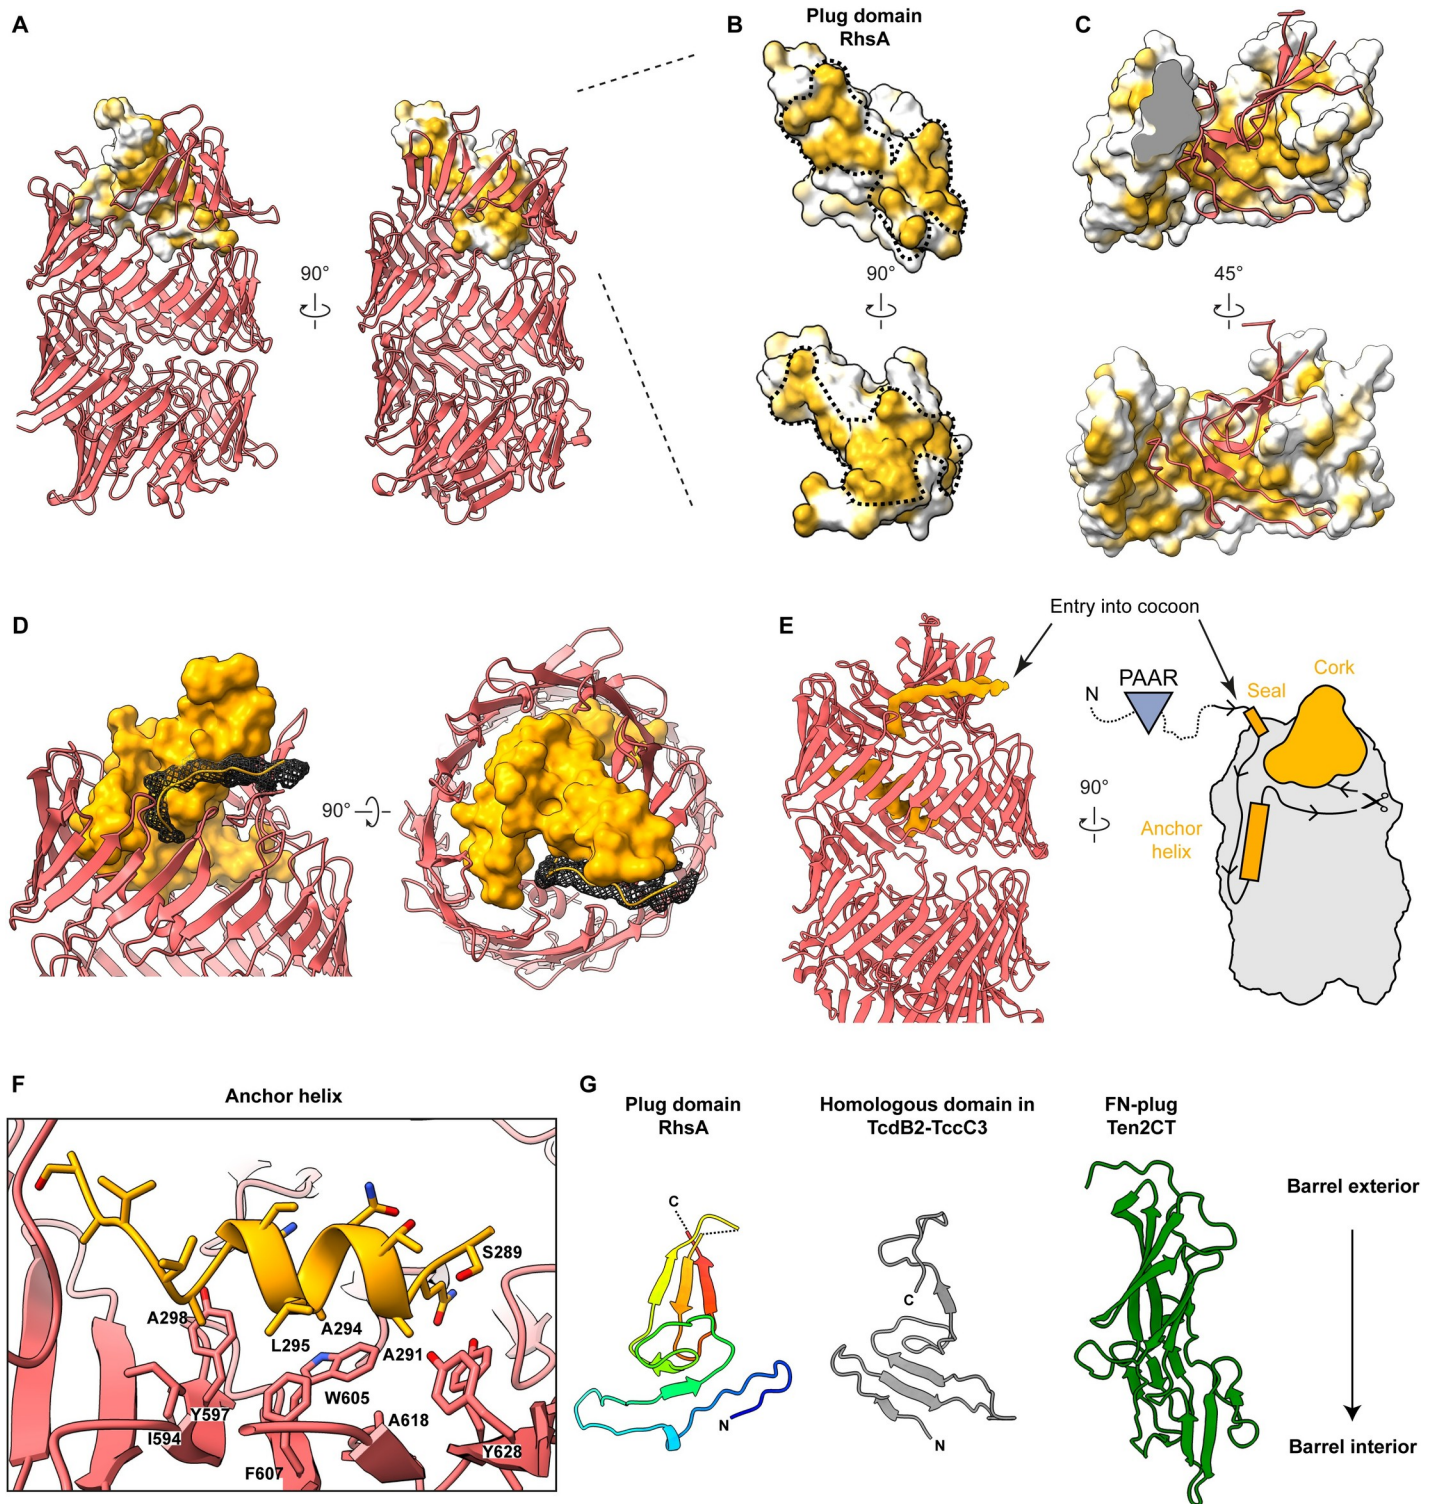 A
B
Plug domain
RhsA
C
90°
90°
45°
D
90°
E
Entry into cocoon
N
PAAR
Seal
Cork
90°
Anchor
helix
F
Anchor helix
S289
A298
A294
L295
A291
W605
Y597
A618
I594
Y628
F607
G
Plug domain
RhsA
Homologous domain in
TcdB2-TccC3
FN-plug
Ten2CT
C
N
C
N
Barrel exterior
Barrel interior